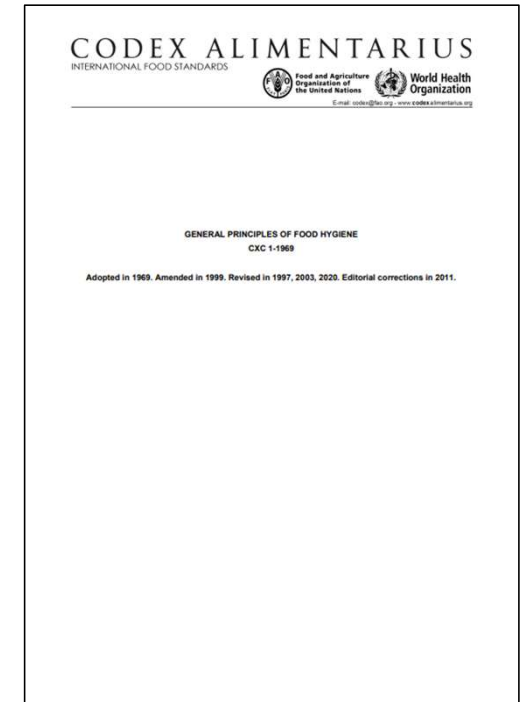 CODEX ALIMENTARIUS
INTERNATIONAL FOOD STANDARDS
Food and Agriculture
Organization of
the United Nations
World Health
Organization
E-mail: codex@fao.org - www.codexalimentarius.org
GENERAL PRINCIPLES OF FOOD HYGIENE
CXC 1-1969
Adopted in 1969. Amended in 1999. Revised in 1997, 2003, 2020. Editorial corrections in 2011.